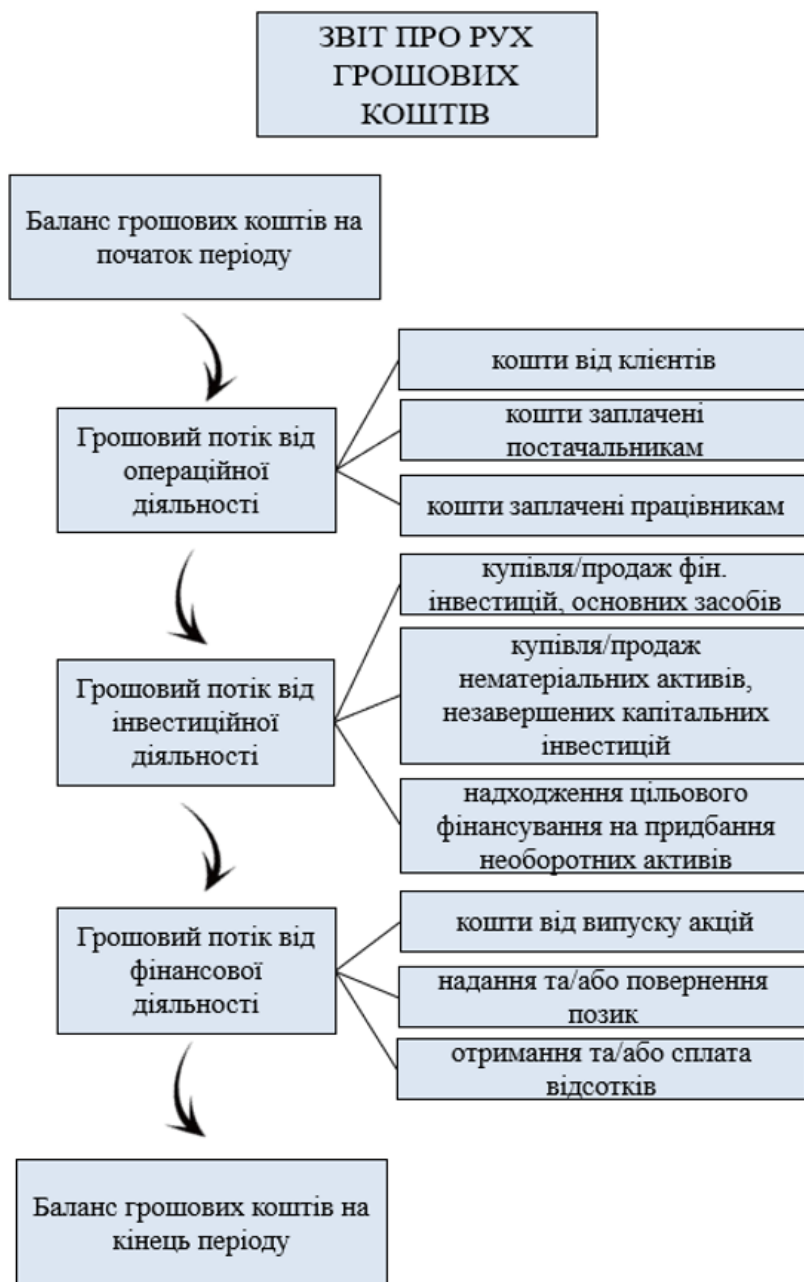 ЗВІТ ПРО РУХ
ГРОШОВИХ
КОШТІВ
Баланс грошових коштів на
початок періоду
Грошовий потік від
операційної
діяльності
кошти від клієнтів
кошти заплачені
постачальникам
кошти заплачені працівникам
Грошовий потік від
інвестиційної
діяльності
купівля/продаж фін.
інвестицій, основних засобів
купівля/продаж
нематеріальних активів,
незавершених капітальних
інвестицій
надходження цільового
фінансування на придбання
необоротних активів
Грошовий потік від
фінансової
діяльності
кошти від випуску акцій
надання та/або повернення
позик
отримання та/або сплата
відсотків
Баланс грошових коштів на
кінець періоду